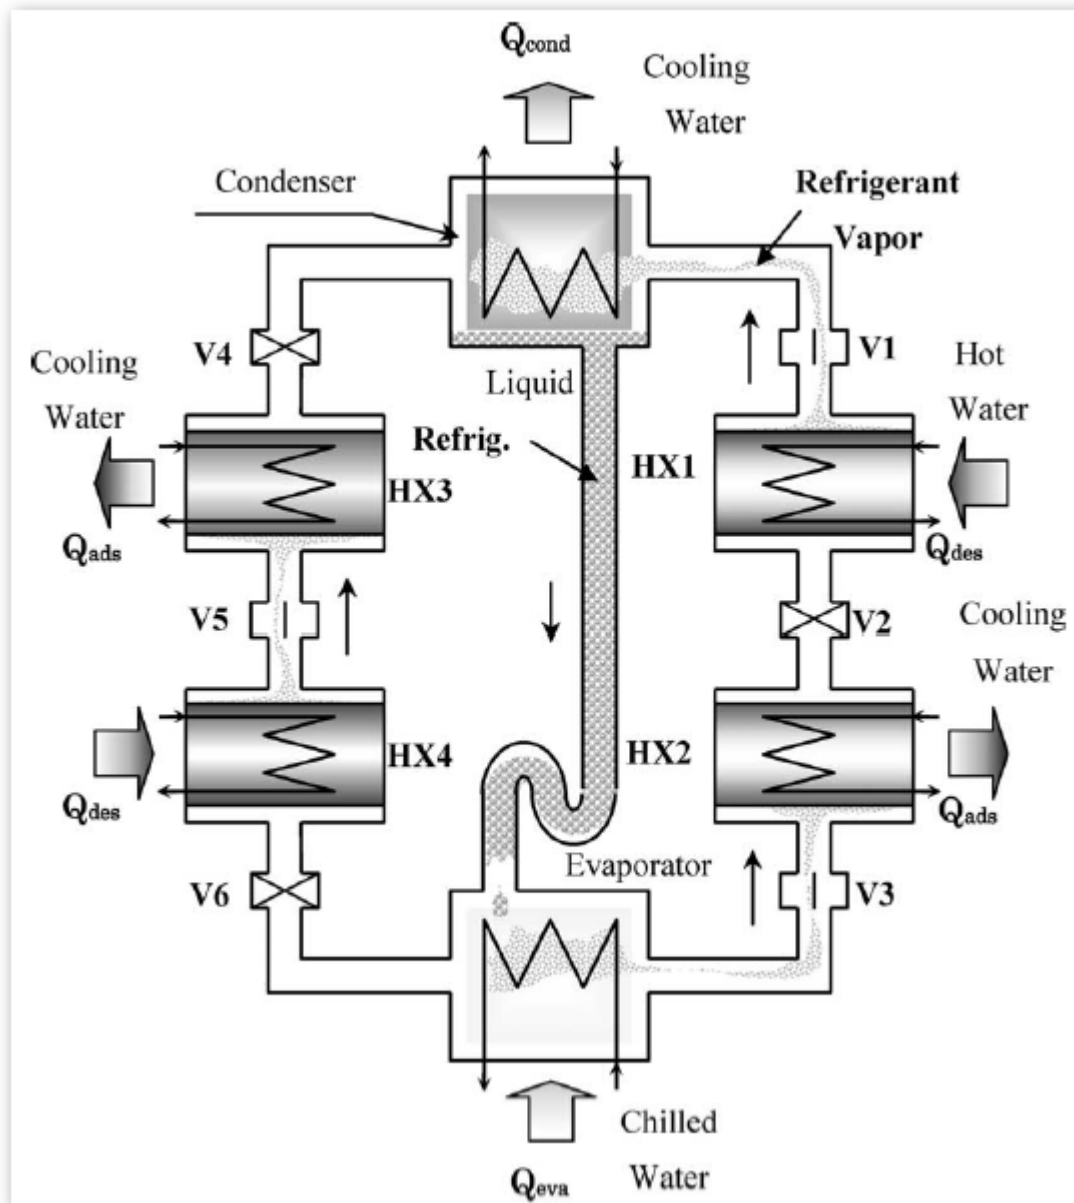 Qcond
Cooling
Water
Condenser
Refrigerant
Vapor
V4
V1
Cooling
Water
Liquid
Hot
Water
Refrig.
HX3
HX1
Qads
Qdes
V5
V2
Cooling
Water
HX4
HX2
Qdes
Qads
Evaporator
V6
V3
Chilled
Water
Qeva